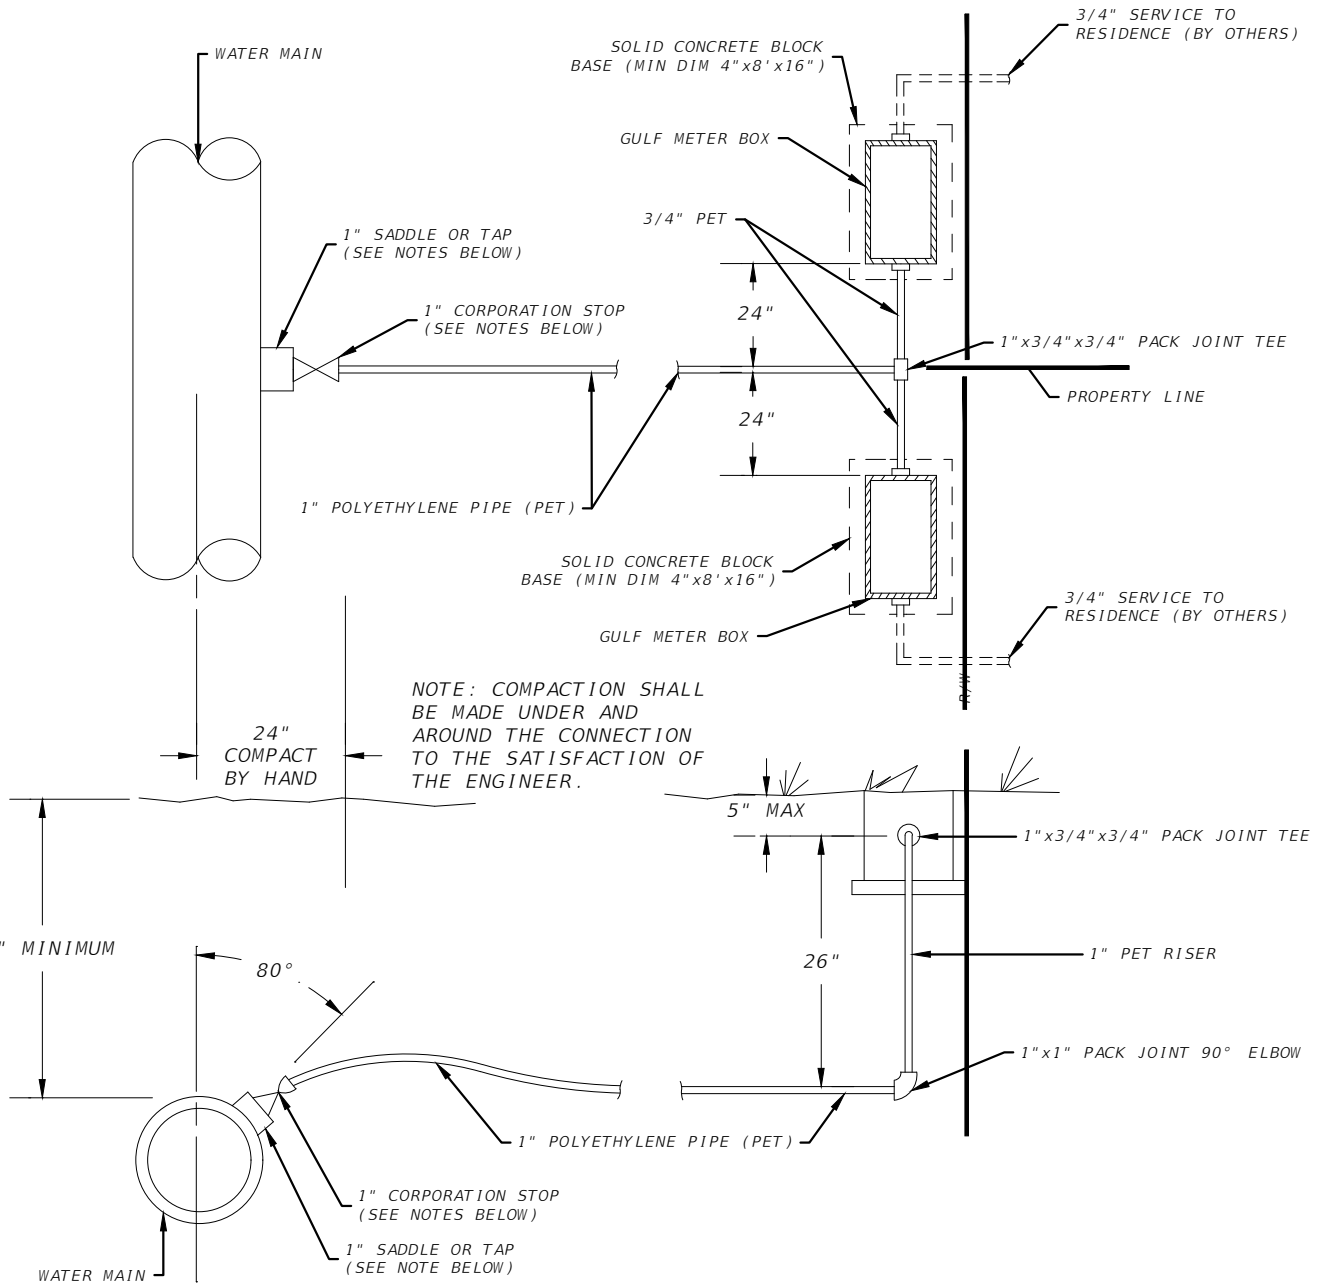 3/4" SERVICE TO
RESIDENCE (BY OTHERS)
SOLID CONCRETE BLOCK
BASE (MIN DIM 4"x8'x16")
WATER MAIN
GULF METER BOX
3/4" PET
1" SADDLE OR TAP
(SEE NOTES BELOW)
1" CORPORATION STOP
(SEE NOTES BELOW)
24"
1"x3/4"x3/4" PACK JOINT TEE
PROPERTY LINE
24"
1" POLYETHYLENE PIPE (PET)
SOLID CONCRETE BLOCK
BASE (MIN DIM 4"x8'x16")
3/4" SERVICE TO
RESIDENCE (BY OTHERS)
GULF METER BOX
R/W
NOTE: COMPACTION SHALL
BE MADE UNDER AND
AROUND THE CONNECTION
TO THE SATISFACTION OF
THE ENGINEER.
24"
COMPACT
BY HAND
5" MAX
1"x3/4"x3/4" PACK JOINT TEE
" MINIMUM
80°
26"
1" PET RISER
1"x1" PACK JOINT 90° ELBOW
1" POLYETHYLENE PIPE (PET)
1" CORPORATION STOP
(SEE NOTES BELOW)
1" SADDLE OR TAP
(SEE NOTE BELOW)
WATER MAIN